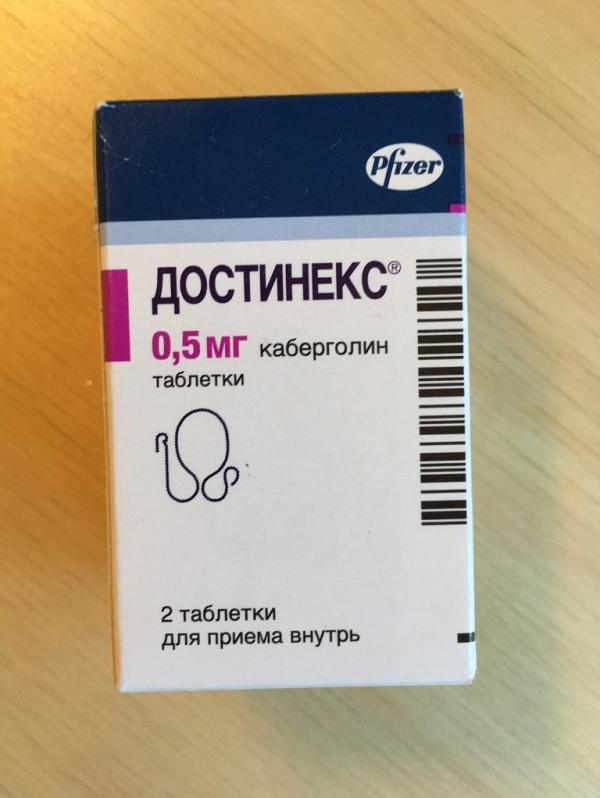 Pfizer
ДОСТИНЕКС®
0,5 мг каберголин
таблетки
2 таблетки
для приема внутрь